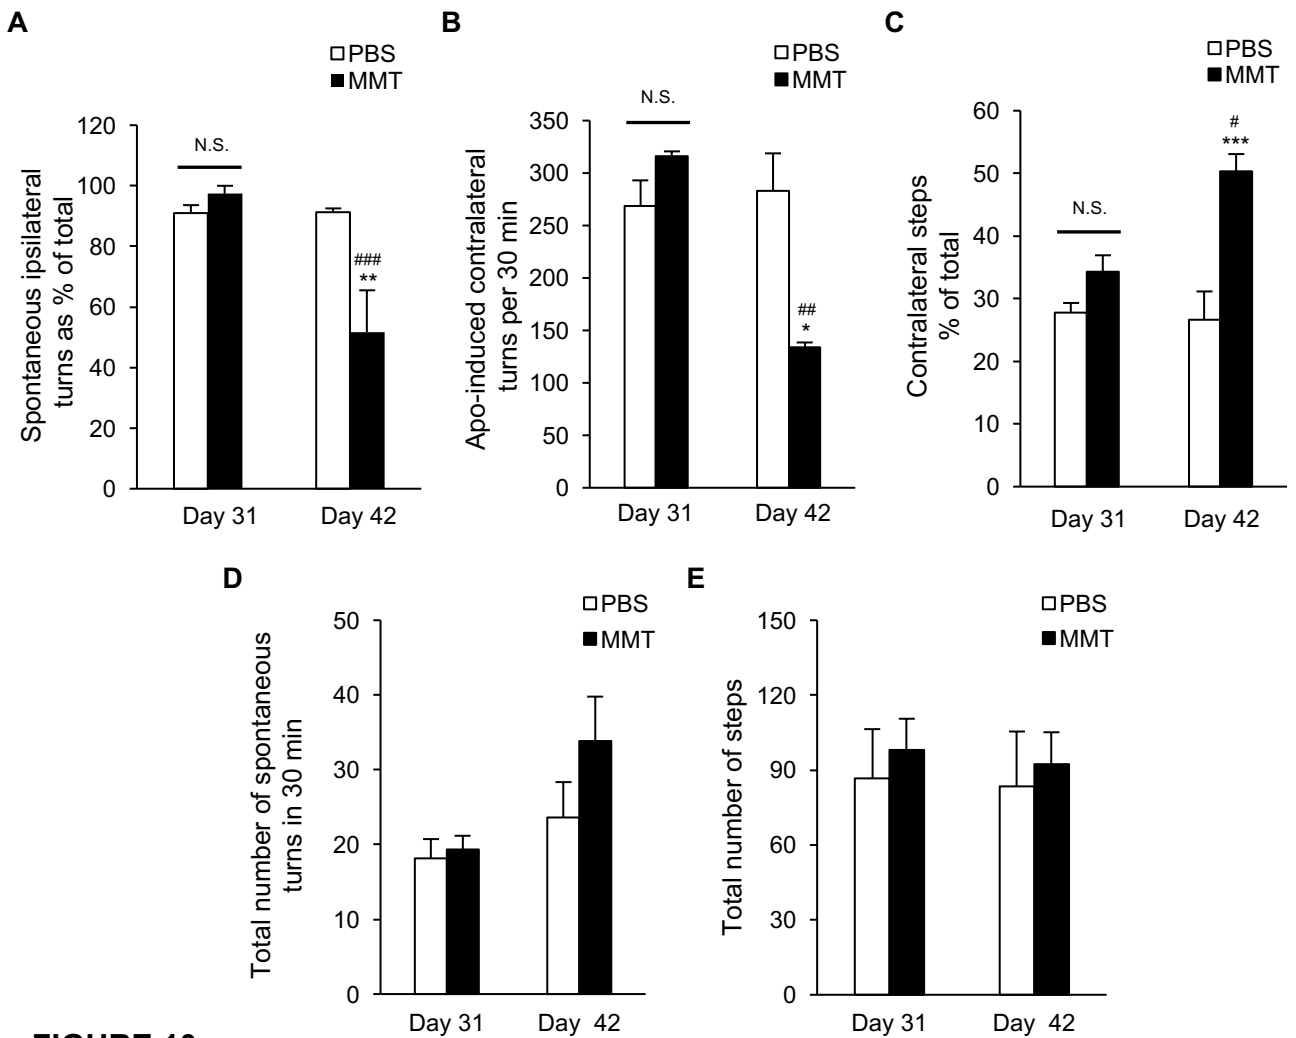 A
PBS
MMT
Spontaneous ipsilateral
turns as % of total
120
100
80
60
40
20
0
N.S.
###
**
Day 31
Day 42
B
PBS
MMT
Apo-induced contralateral
turns per 30 min
350
300
250
200
150
100
50
0
N.S.
##
*
Day 31
Day 42
C
PBS
MMT
Contralateral steps
% of total
60
50
40
30
20
10
0
N.S.
#
***
Day 31
Day 42
D
PBS
MMT
Total number of spontaneous
turns in 30 min
50
40
30
20
10
0
Day 31
Day 42
E
PBS
MMT
Total number of steps
150
120
90
60
30
0
Day 31
Day 42